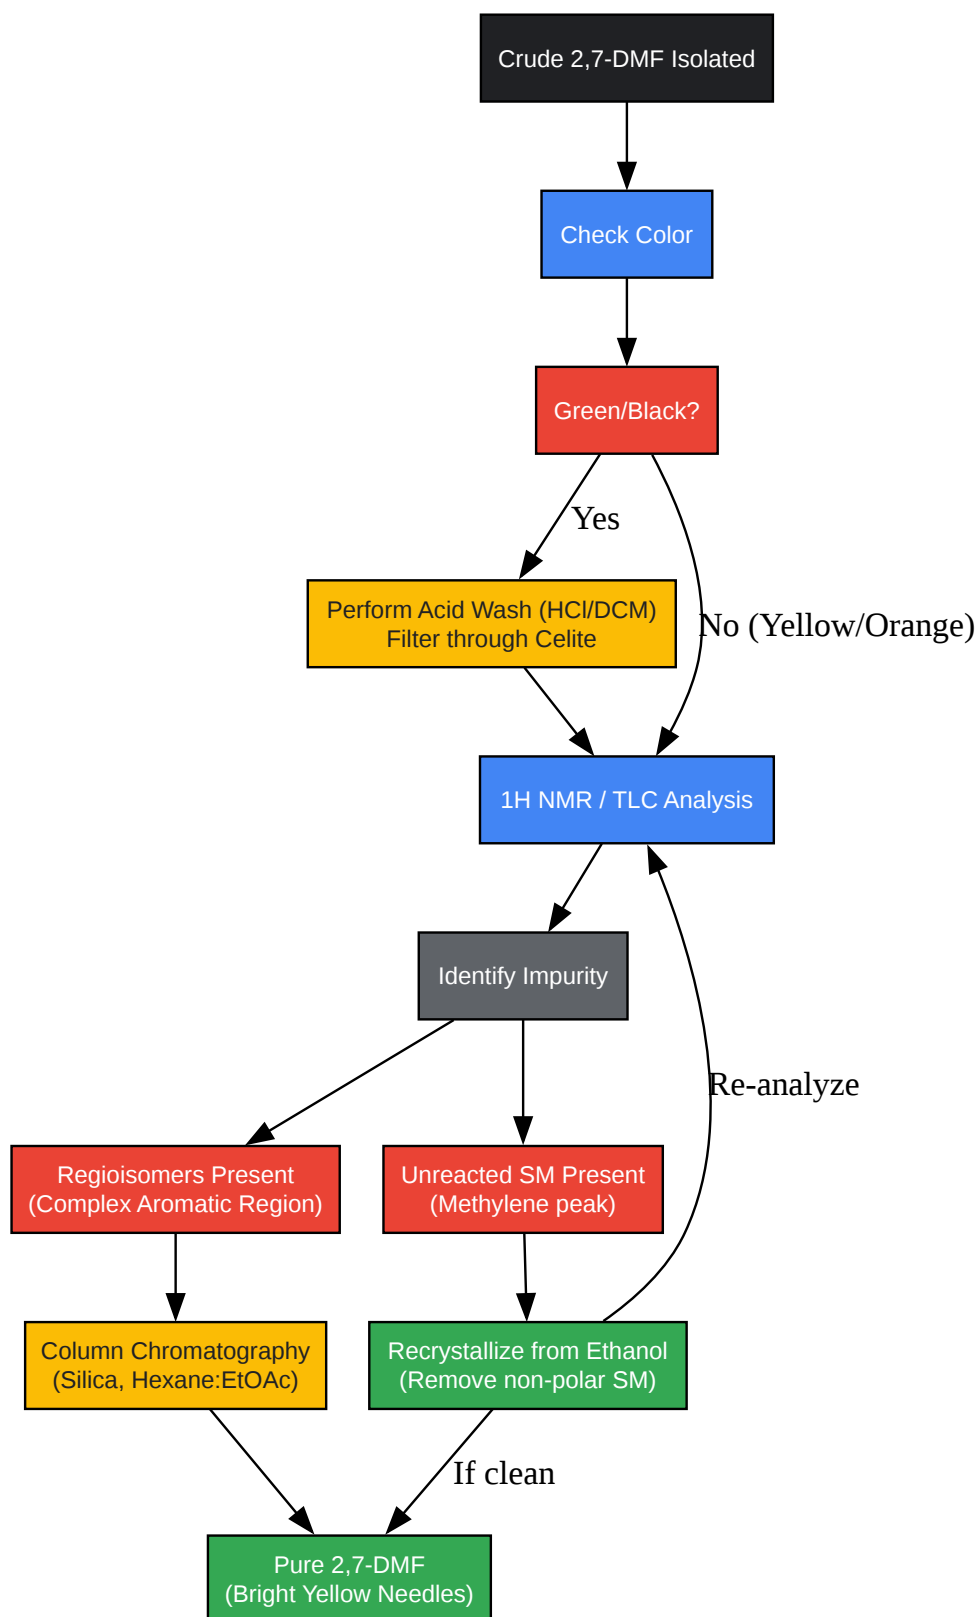 Crude 2,7-DMF Isolated
Check Color
Green/Black?
Yes
Perform Acid Wash (HCl/DCM)
Filter through Celite
No (Yellow/Orange)
1H NMR / TLC Analysis
Identify Impurity
Re-analyze
Regioisomers Present
(Complex Aromatic Region)
Unreacted SM Present
(Methylene peak)
Column Chromatography
(Silica, Hexane:EtOAc)
Recrystallize from Ethanol
(Remove non-polar SM)
If clean
Pure 2,7-DMF
(Bright Yellow Needles)